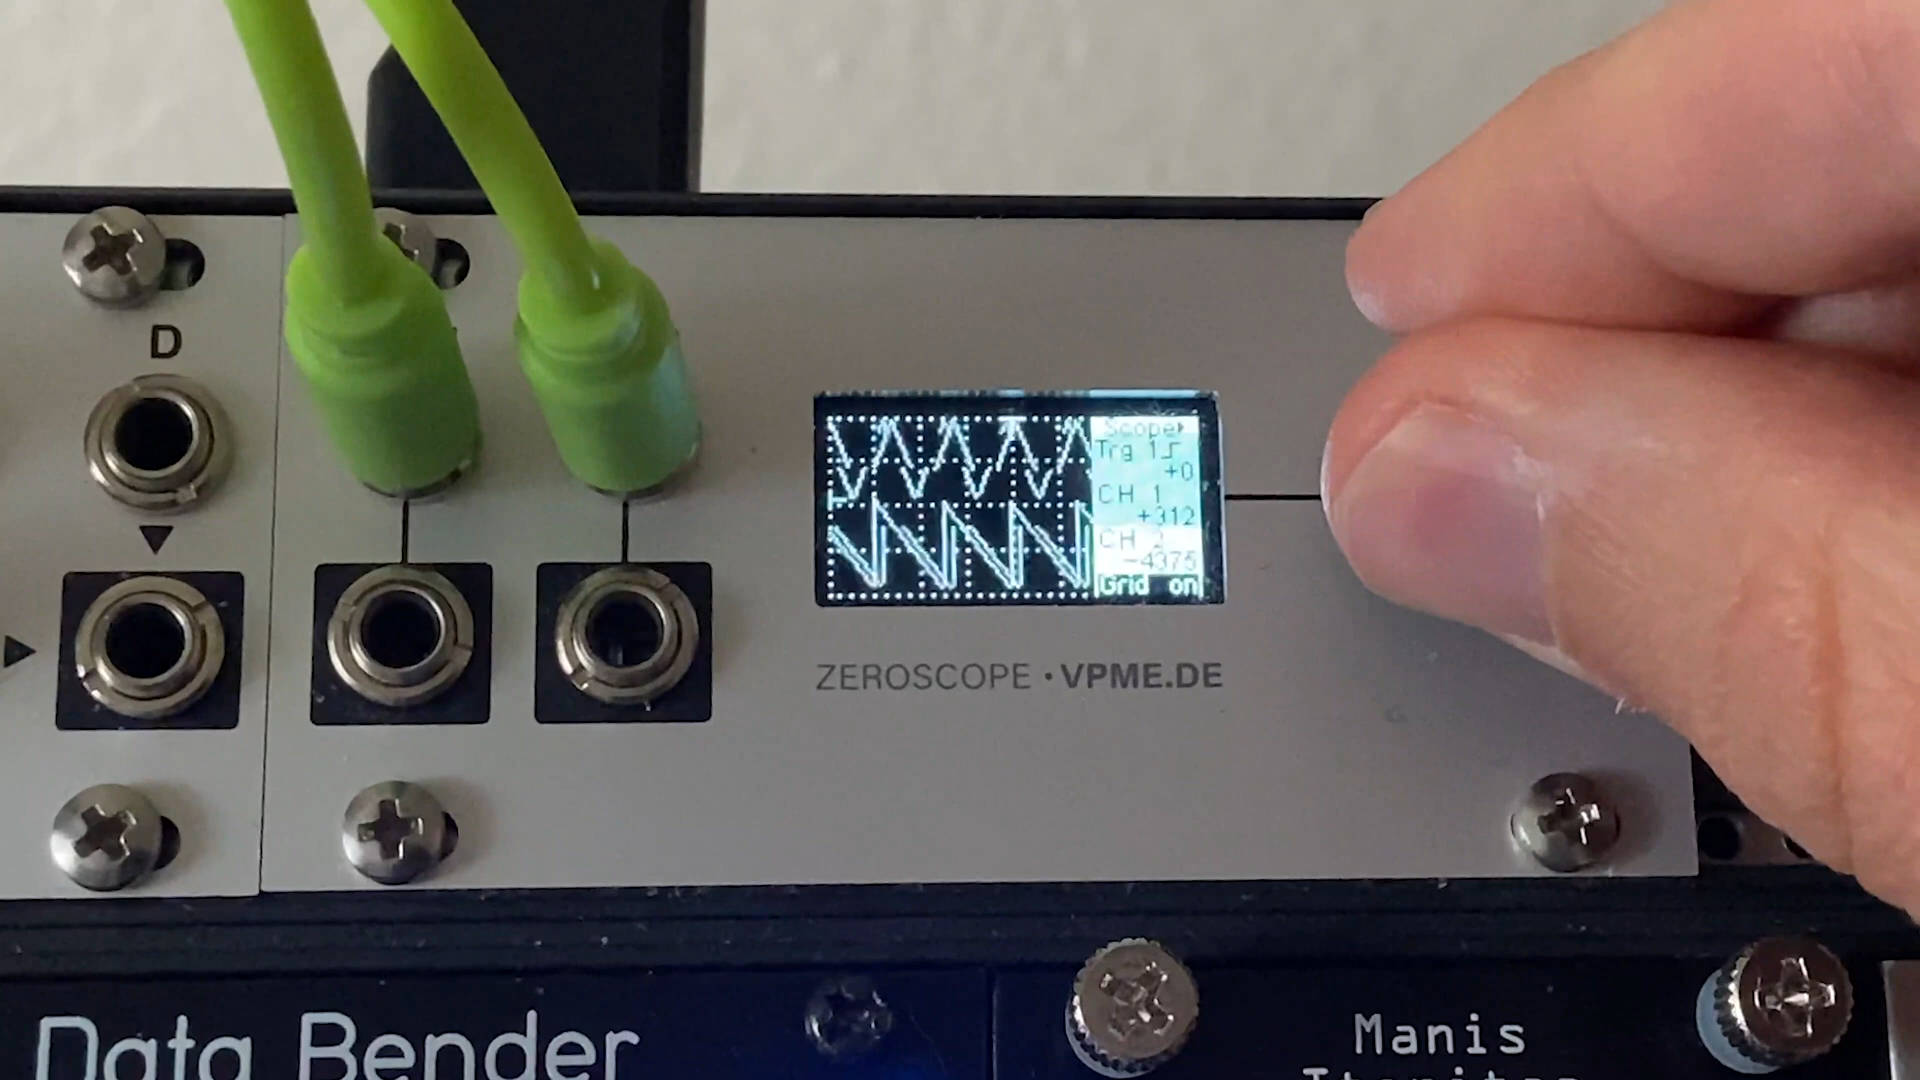 D
Scope
Trg 1
+0
CH 1
+312
CH 2
-4375
Grid on
ZEROSCOPE · VPME.DE
Data Bender
Manis